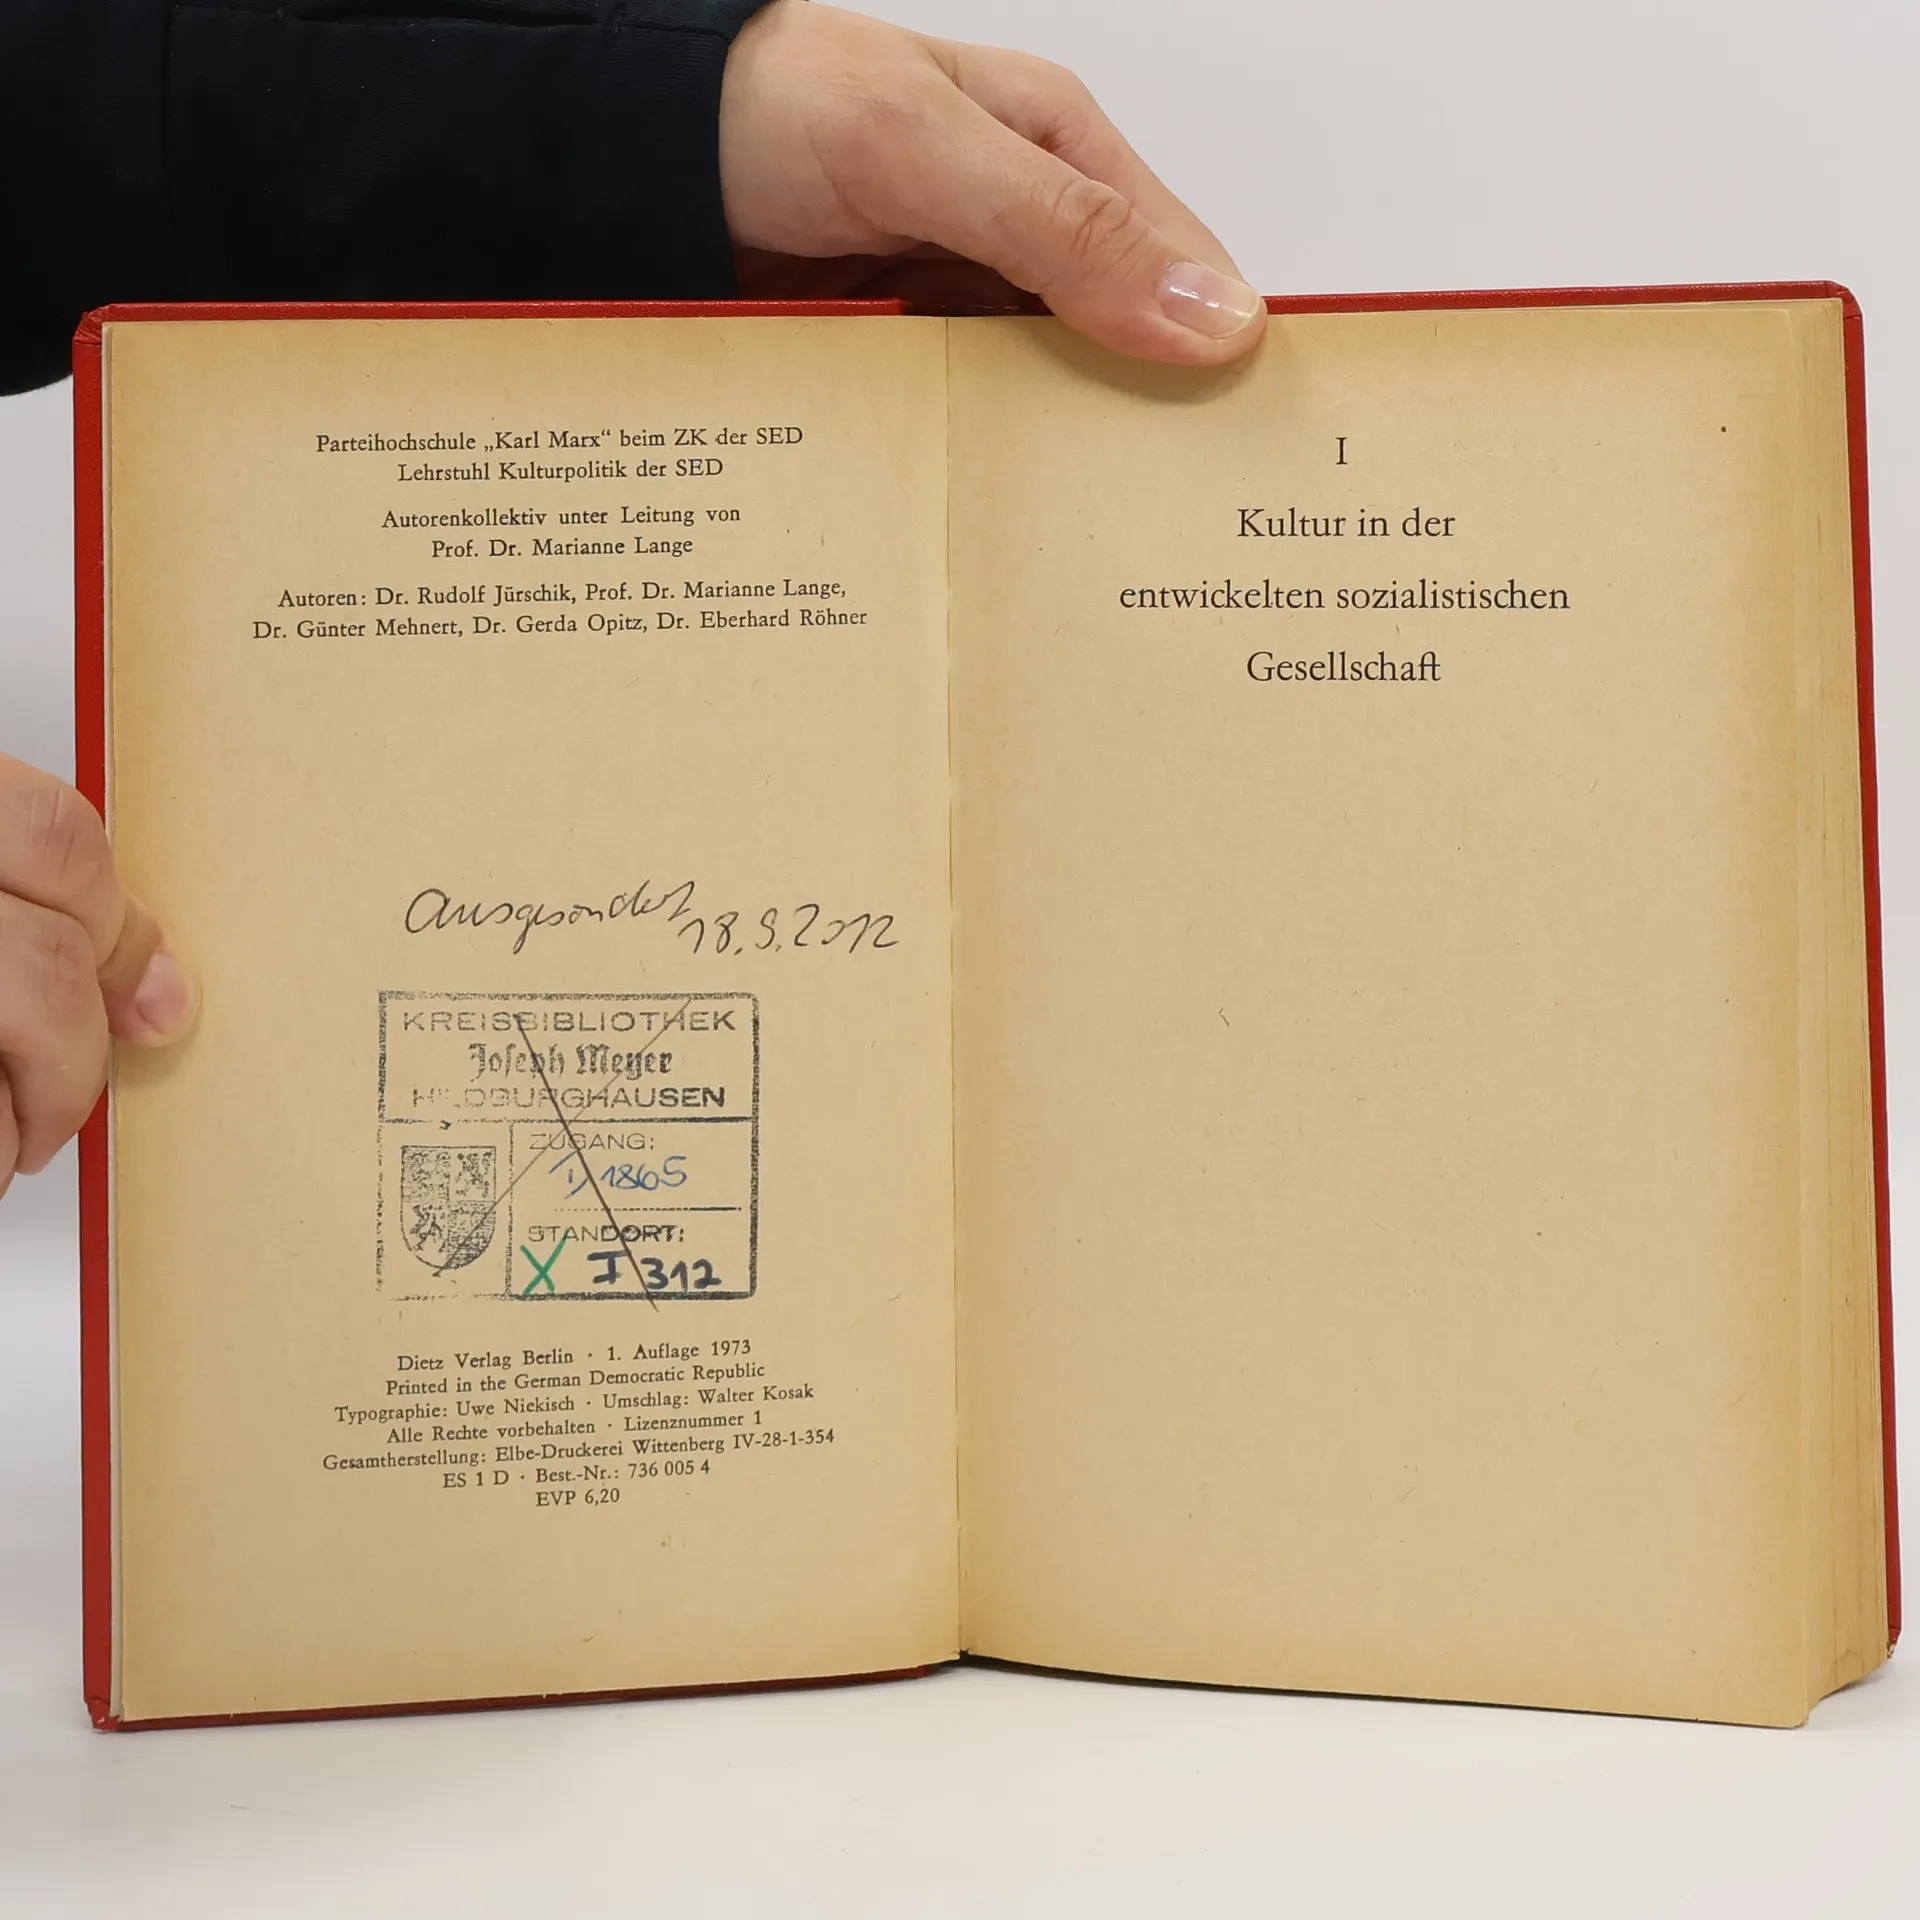 Parteihochschule „Karl Marx“ beim ZK der SED
Lehrstuhl Kulturpolitik der SED
Autorenkollektiv unter Leitung von
Prof. Dr. Marianne Lange
Autoren: Dr. Rudolf Jürschik, Prof. Dr. Marianne Lange,
Dr. Günter Mehnert, Dr. Gerda Opitz, Dr. Eberhard Röhner
Ausgesondert
18.9.2012
KREISBIBLIOTHEK
Joseph Meyer
HILDBURGHAUSEN
ZUGANG:
1865
STANDORT:
X I 312
Dietz Verlag Berlin · 1. Auflage 1973
Printed in the German Democratic Republic
Typographie: Uwe Niekisch · Umschlag: Walter Kosak
Alle Rechte vorbehalten · Lizenznummer 1
Gesamtherstellung: Elbe-Druckerei Wittenberg IV-28-1-354
ES 1 D · Best.-Nr.: 736 005 4
EVP 6,20
I
Kultur in der
entwickelten sozialistischen
Gesellschaft